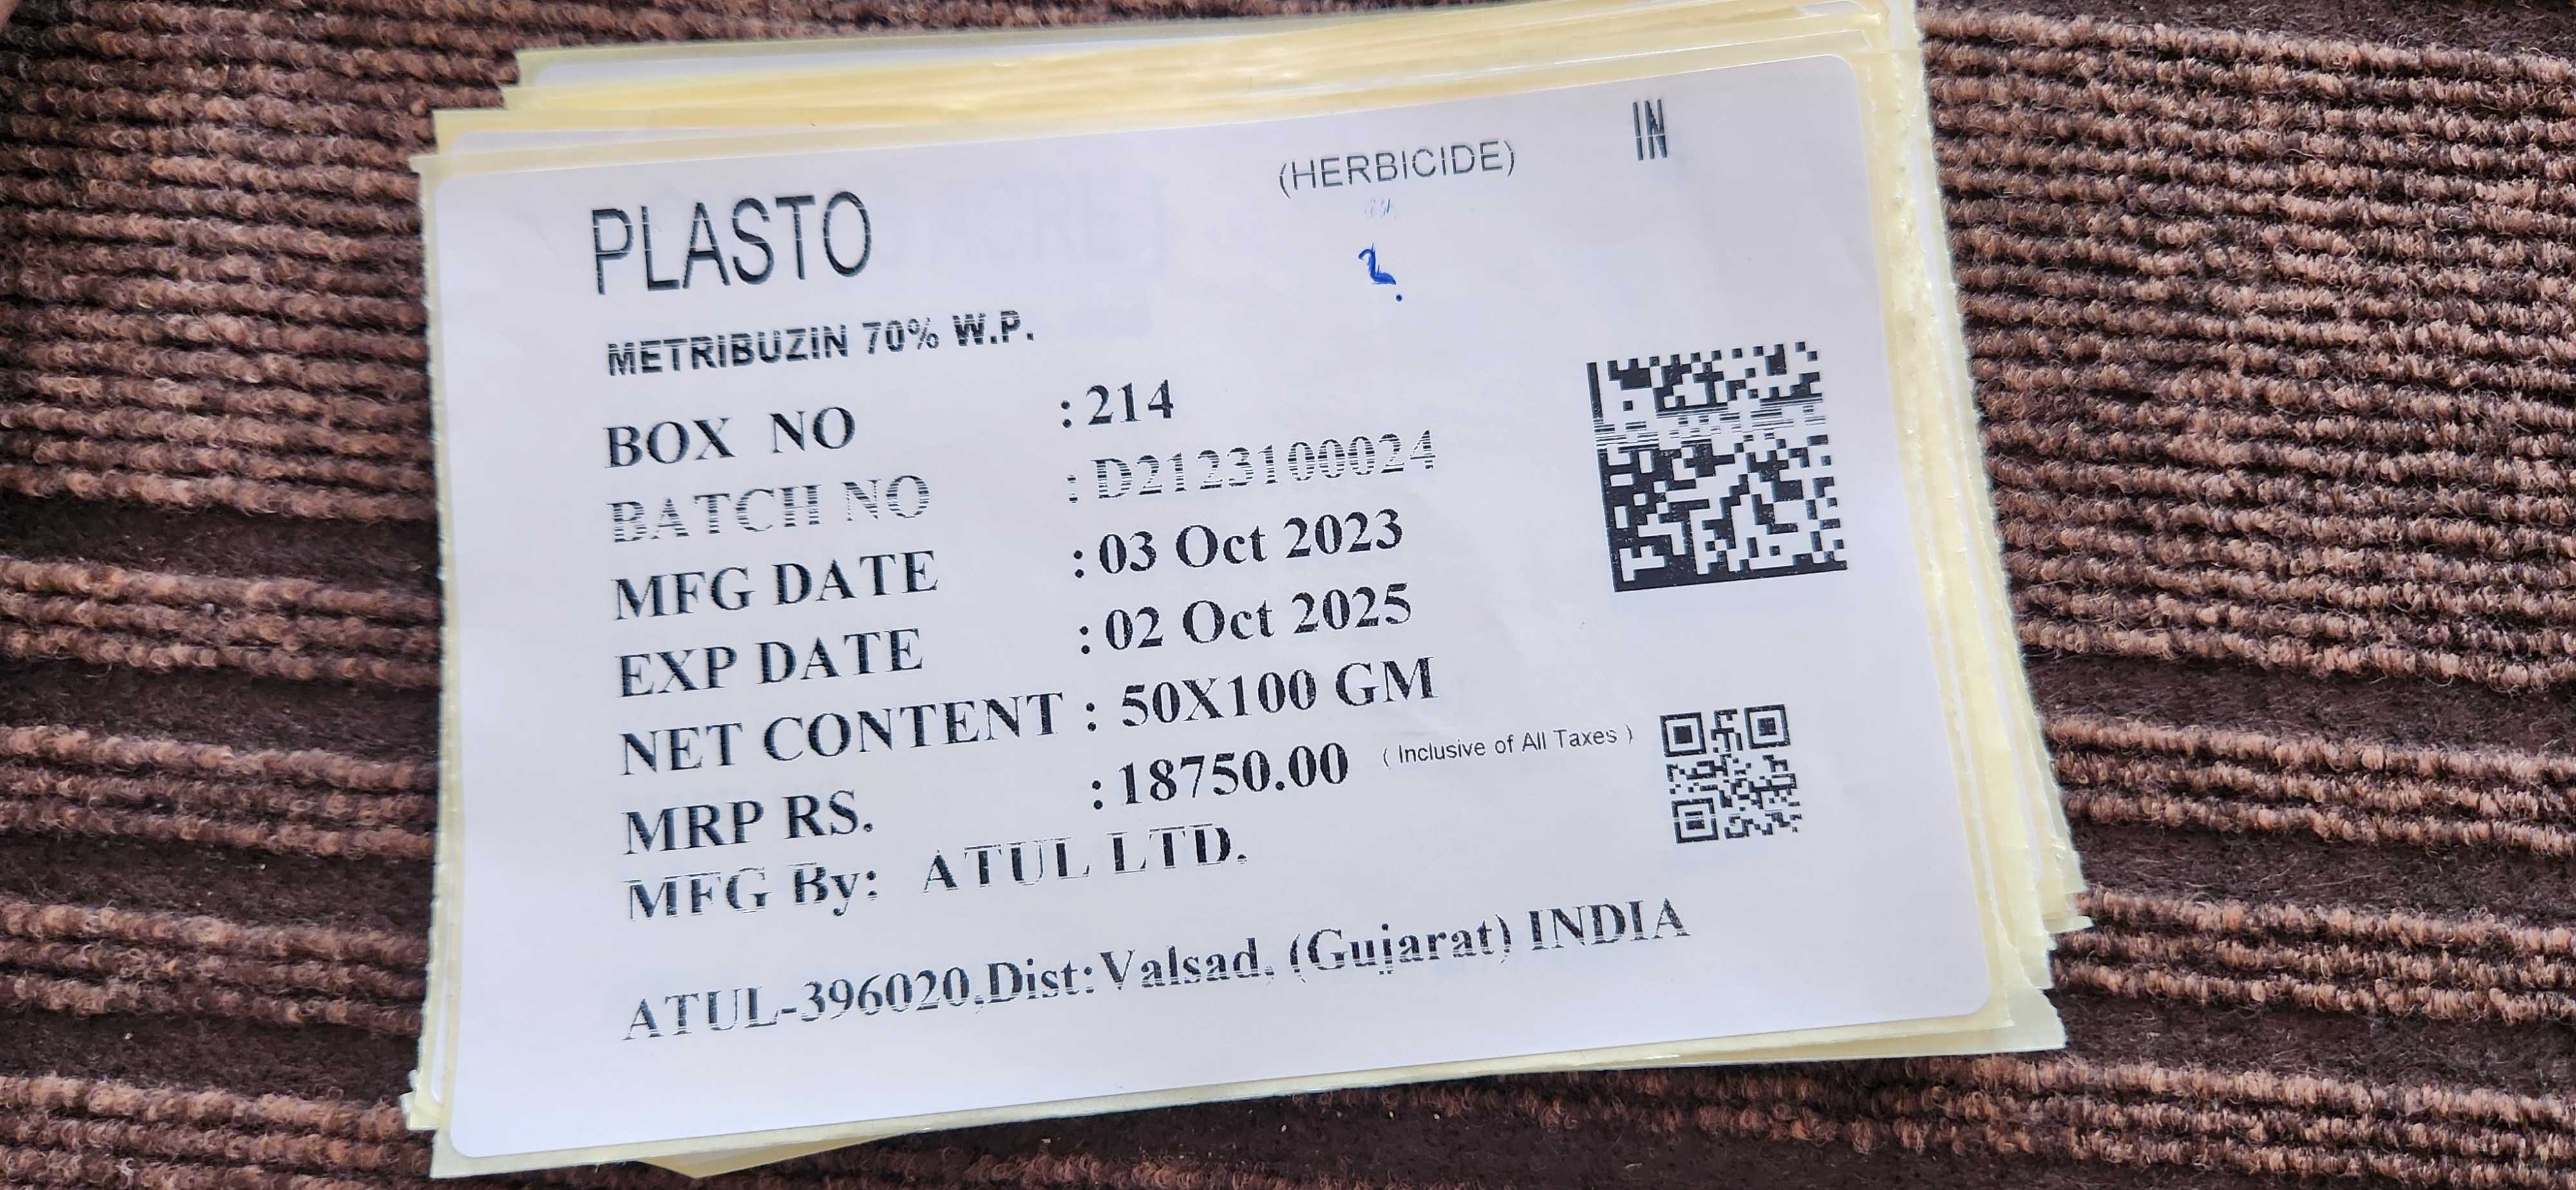 (HERBICIDE) IN
PLASTO
2.
METRIBUZIN 70% W.P.
BOX NO : 214
BATCH NO : D2123100024
MFG DATE : 03 Oct 2023
EXP DATE : 02 Oct 2025
NET CONTENT : 50X100 GM
MRP RS. : 18750.00 ( Inclusive of All Taxes )
MFG By: ATUL LTD.
ATUL-396020,Dist:Valsad, (Gujarat) INDIA